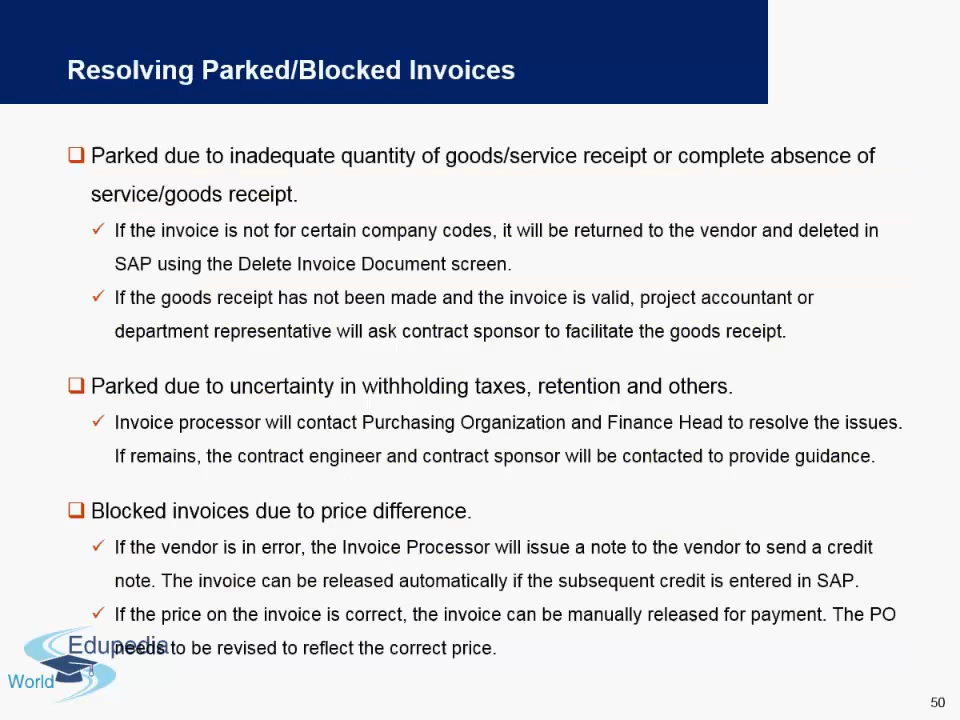 Resolving Parked/Blocked Invoices
Parked due to inadequate quantity of goods/service receipt or complete absence of
service/goods receipt.
If the invoice is not for certain company codes, it will be returned to the vendor and deleted in
SAP using the Delete Invoice Document screen.
If the goods receipt has not been made and the invoice is valid, project accountant or
department representative will ask contract sponsor to facilitate the goods receipt.
Parked due to uncertainty in withholding taxes, retention and others.
Invoice processor will contact Purchasing Organization and Finance Head to resolve the issues.
If remains, the contract engineer and contract sponsor will be contacted to provide guidance.
Blocked invoices due to price difference.
If the vendor is in error, the Invoice Processor will issue a note to the vendor to send a credit
note. The invoice can be released automatically if the subsequent credit is entered in SAP.
If the price on the invoice is correct, the invoice can be manually released for payment. The PO
needs to be revised to reflect the correct price.
Edupedia
World
50